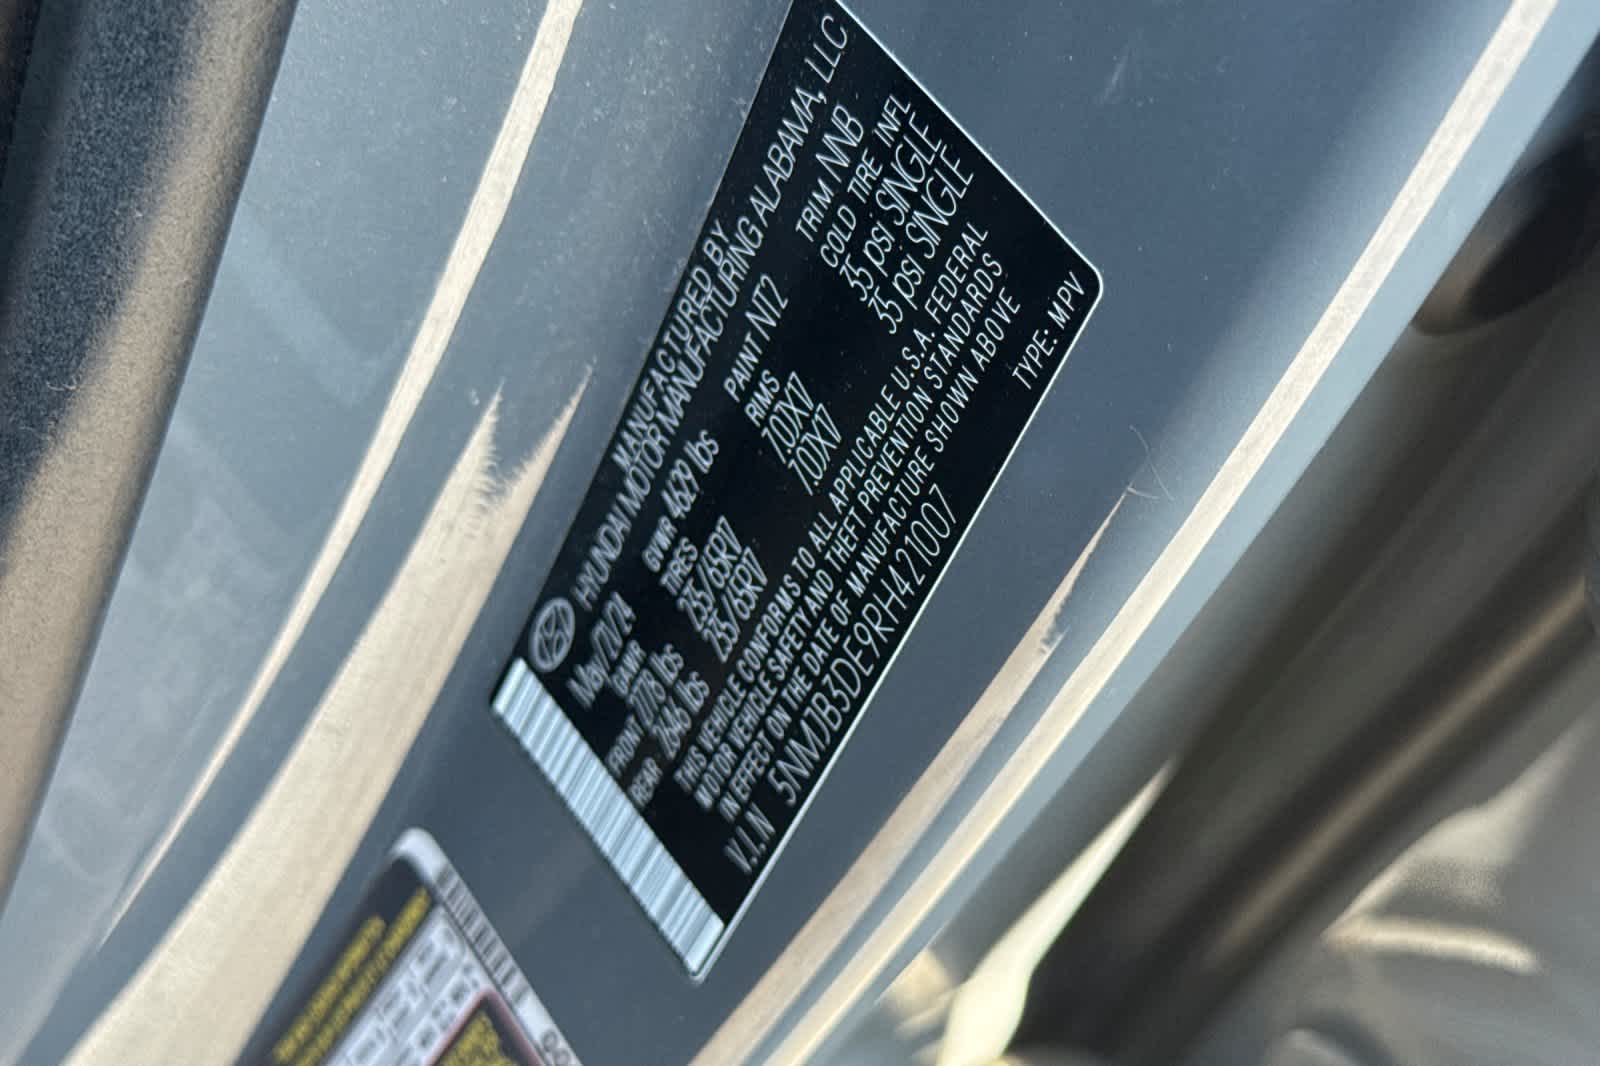 MANUFACTURED BY
HYUNDAI MOTOR MANUFACTURING ALABAMA, LLC
GVWR 4629 lbs PAINT NT2 TRIM NNB
GAWR TIRES RIMS COLD TIRE INFL
FRONT lbs 235/65R17 7.0JX17 35 psi SINGLE
REAR 2646 lbs 235/65R17 7.0JX17 35 psi SINGLE
THIS VEHICLE CONFORMS TO ALL APPLICABLE U.S.A. FEDERAL
MOTOR VEHICLE SAFETY AND THEFT PREVENTION STANDARDS
IN EFFECT ON THE DATE OF MANUFACTURE SHOWN ABOVE
V.I.N 5NMJB3DE9RH421007 TYPE: MPV